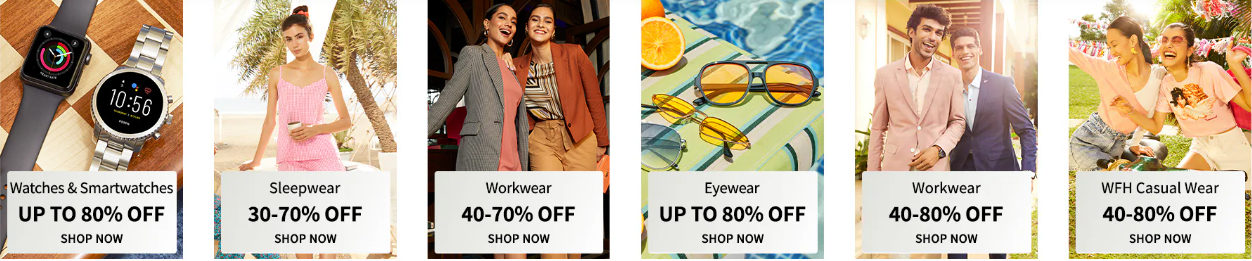 10:56
Watches & Smartwatches
UP TO 80% OFF
SHOP NOW
Sleepwear
30-70% OFF
SHOP NOW
Workwear
40-70% OFF
SHOP NOW
Eyewear
UP TO 80% OFF
SHOP NOW
Workwear
40-80% OFF
SHOP NOW
WFH Casual Wear
40-80% OFF
SHOP NOW